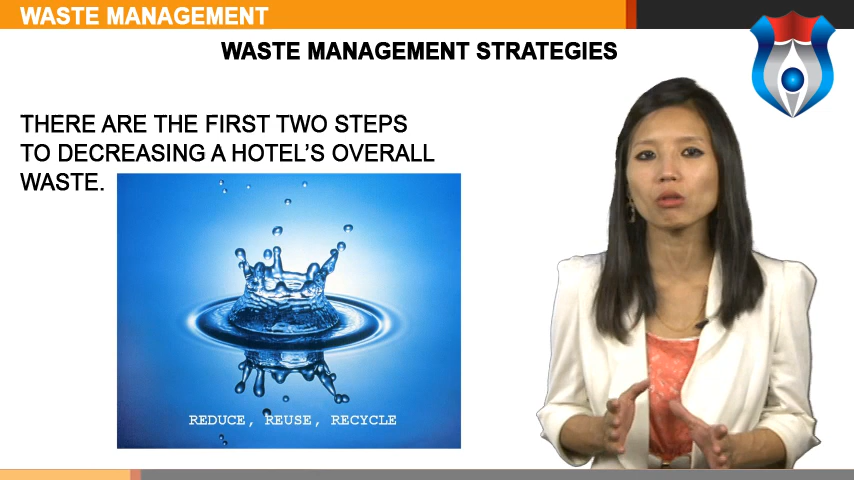 WASTE MANAGEMENT
WASTE MANAGEMENT STRATEGIES
THERE ARE THE FIRST TWO STEPS
TO DECREASING A HOTEL'S OVERALL
WASTE.
REDUCE, REUSE, RECYCLE